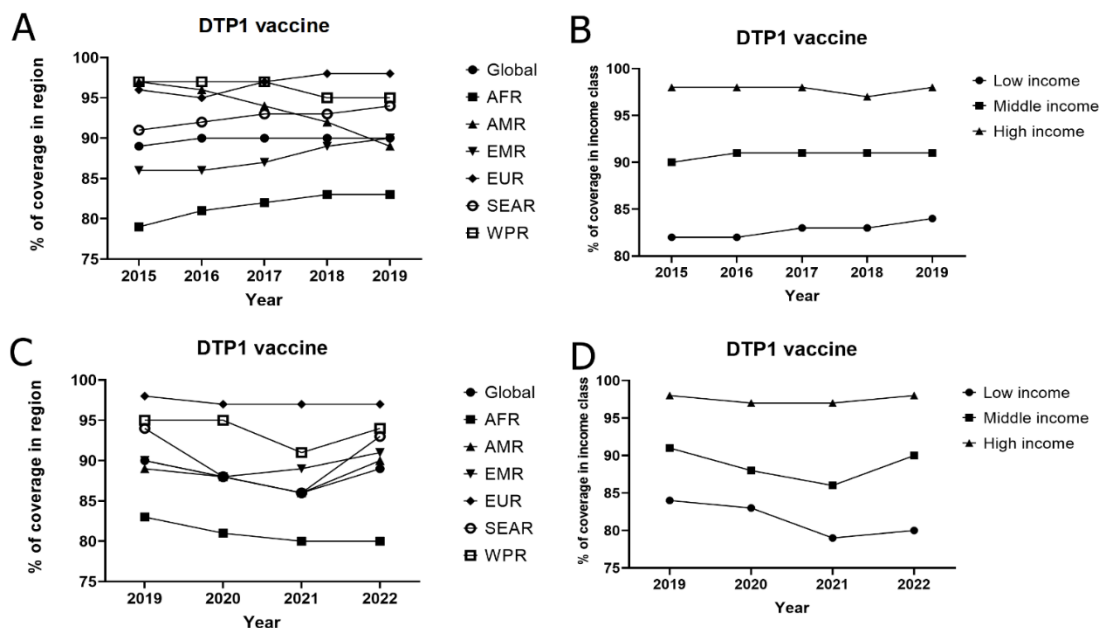 A
DTP1 vaccine
% of coverage in region
100
95
90
85
80
75
2015 2016 2017 2018 2019
Year
Global
AFR
AMR
EMR
EUR
SEAR
WPR
B
DTP1 vaccine
% of coverage in income class
100
95
90
85
80
2015 2016 2017 2018 2019
Year
Low income
Middle income
High income
C
DTP1 vaccine
% of coverage in region
100
95
90
85
80
75
2019 2020 2021 2022
Year
Global
AFR
AMR
EMR
EUR
SEAR
WPR
D
DTP1 vaccine
% of coverage in income class
100
95
90
85
80
75
2019 2020 2021 2022
Year
Low income
Middle income
High income